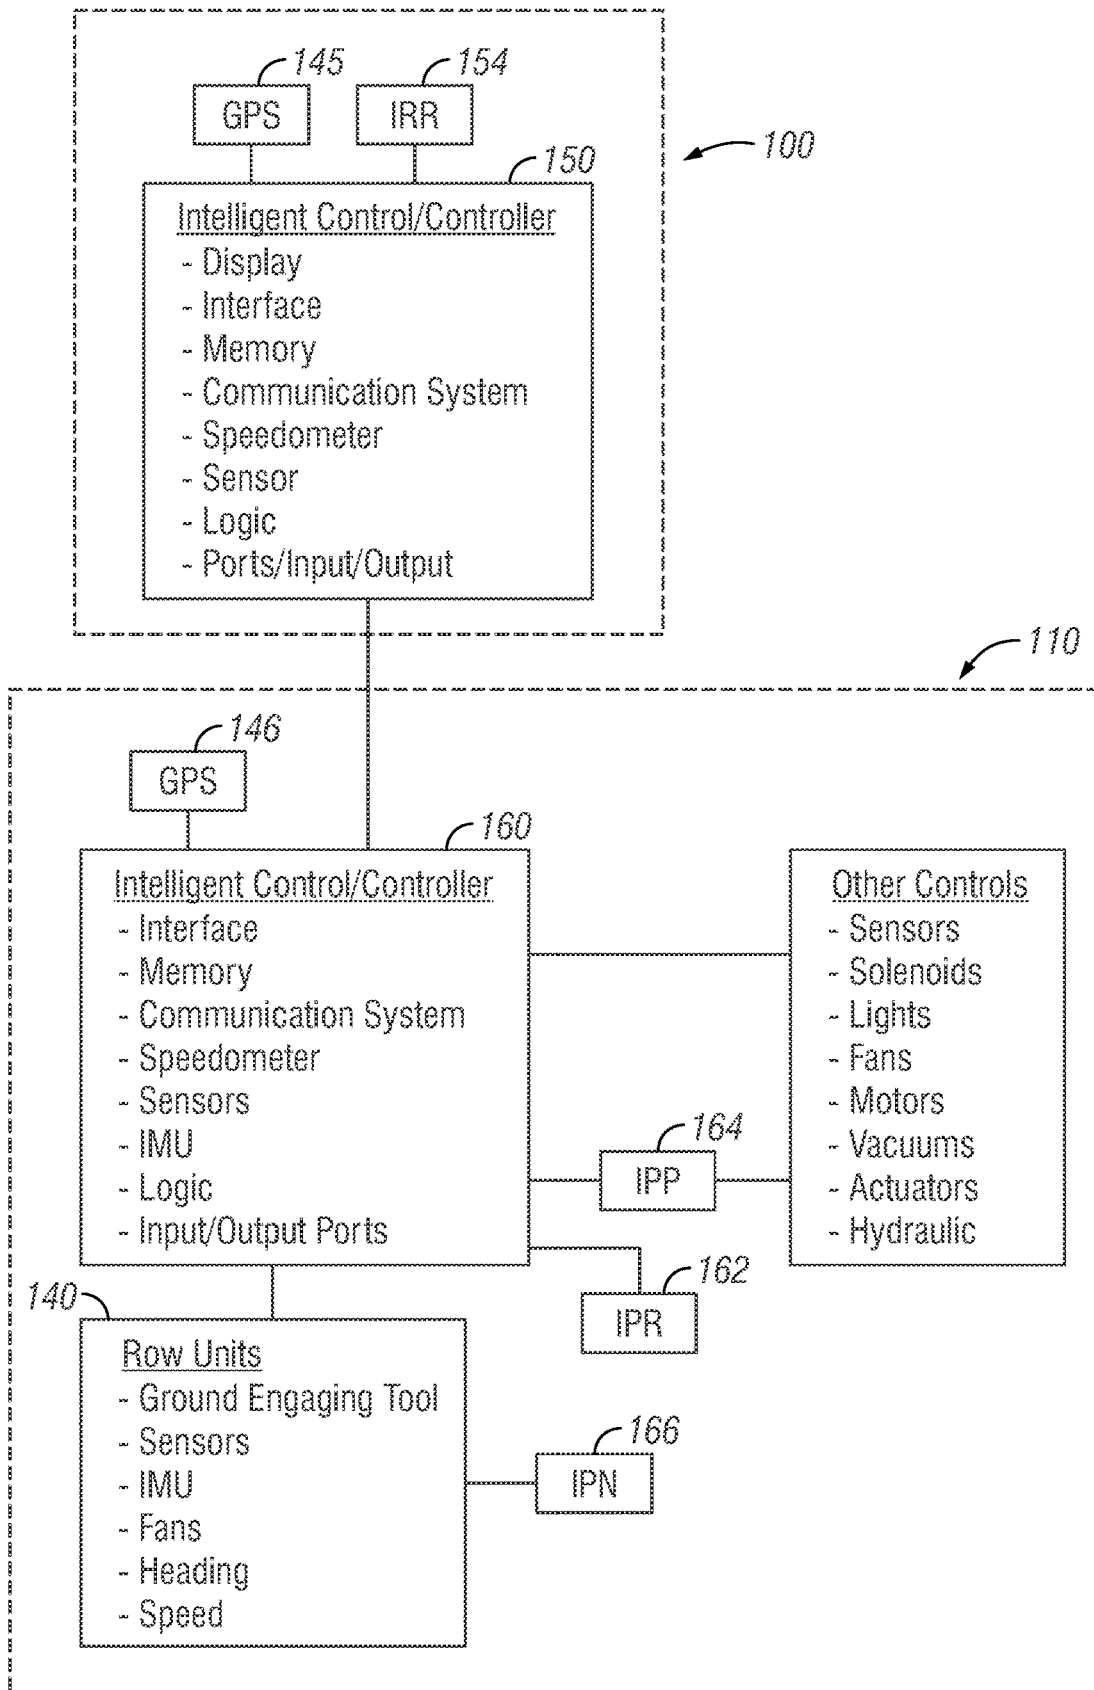 145
154
GPS
IRR
100
150
Intelligent Control/Controller
- Display
- Interface
- Memory
- Communication System
- Speedometer
- Sensor
- Logic
- Ports/Input/Output
110
146
GPS
160
Intelligent Control/Controller
- Interface
- Memory
- Communication System
- Speedometer
- Sensors
- IMU
- Logic
- Input/Output Ports
Other Controls
- Sensors
- Solenoids
- Lights
- Fans
- Motors
- Vacuums
- Actuators
- Hydraulic
164
IPP
162
IPR
140
Row Units
- Ground Engaging Tool
- Sensors
- IMU
- Fans
- Heading
- Speed
166
IPN